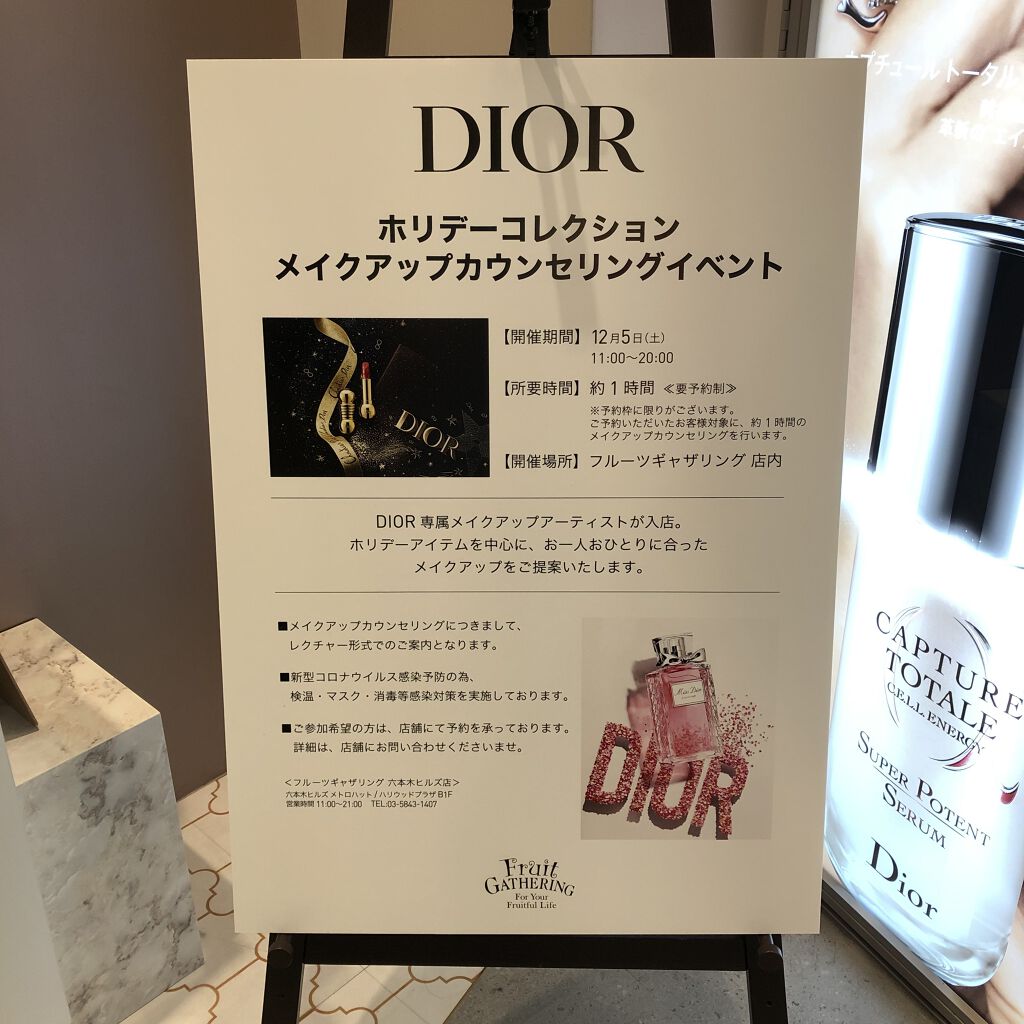 DIOR
ホリデーコレクション
メイクアップカウンセリングイベント
【開催期間】 12月5日(土)
11:00〜20:00
【所要時間】 約1時間 ≪要予約制≫
※予約枠に限りがございます。
ご予約いただいたお客様対象に、約1時間の
メイクアップカウンセリングを行います。
【開催場所】 フルーツギャザリング 店内
DIOR
DIOR 専属メイクアップアーティストが入店。
ホリデーアイテムを中心に、お一人おひとりに合った
メイクアップをご提案いたします。
■メイクアップカウンセリングにつきまして、
レクチャー形式でのご案内となります。
■新型コロナウイルス感染予防の為、
検温・マスク・消毒等感染対策を実施しております。
■ご参加希望の方は、店舗にて予約を承っております。
詳細は、店舗にお問い合わせくださいませ。
＜フルーツギャザリング 六本木ヒルズ店＞
六本木ヒルズ メトロハット / ハリウッドプラザ B1F
営業時間 11:00〜21:00 TEL:03-5843-1407
Miss Dior
DIOR
Fruit
GATHERING
For Your
Fruitful Life
カプチュール トータル
CAPTURE
TOTALE
C.E.L.L. ENERGY
SUPER POTENT
SERUM
Dior